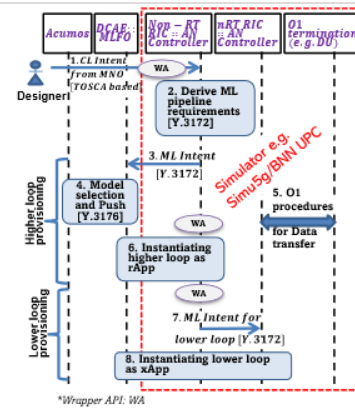 Acumos
DCAE::
MLFO
Non – RT
RIC :: AN
Controller
nRT RIC
:: AN
Controller
O1
termination
(e.g.DU)
1.CL Intent
from MNO
[TOSCA based]
WA
Designer
2. Derive ML
pipeline
requirements
[Y.3172]
3. ML Intent
[Y.3172]
Simulator e.g.
Simu5g/BNN UPC
4. Model
selection
and Push
[Y.3176]
5. O1
procedures
for Data
transfer
Higher loop
provisioning
WA
6. Instantiating
higher loop as
rApp
WA
Lower loop
provisioning
7. ML Intent for
lower loop [Y.3172]
8. Instantiating lower loop
as xApp
*Wrapper API: WA